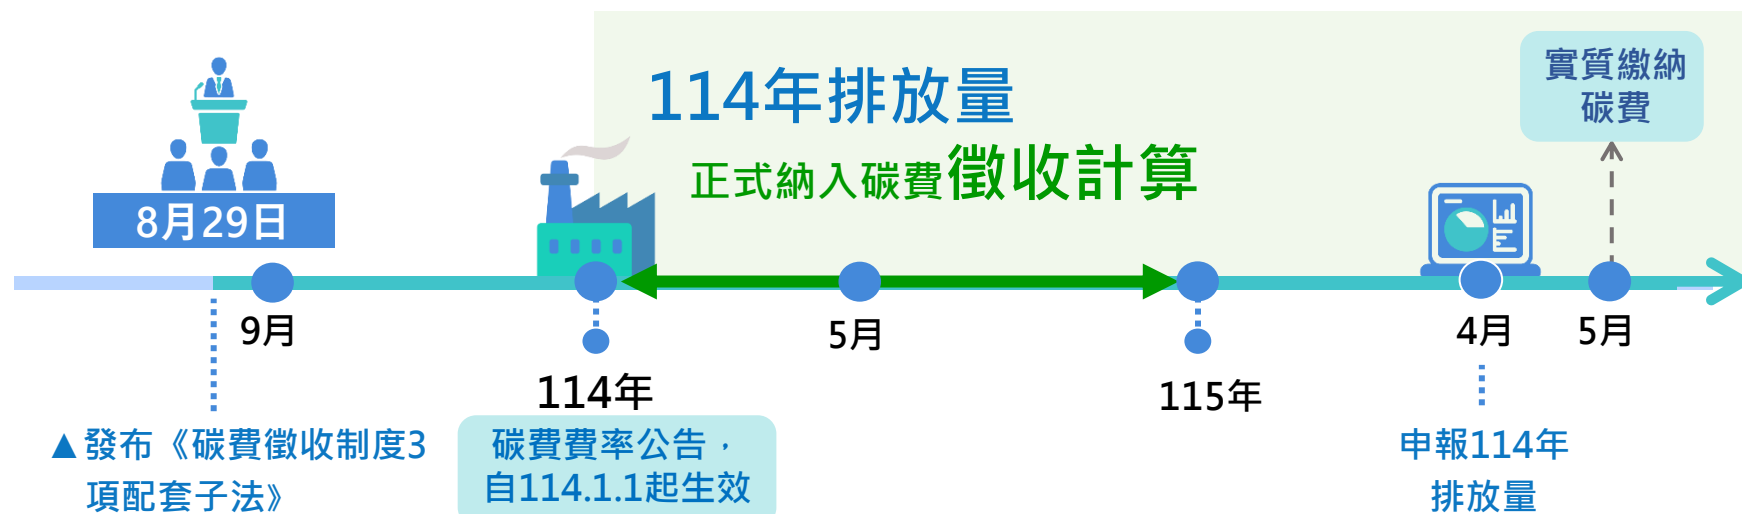 114年排放量
正式納入碳費徵收計算
實質繳納
碳費
8月29日
9月
114年
5月
115年
4月
5月
▲發布《碳費徵收制度3
項配套子法》
碳費費率公告，
自114.1.1起生效
申報114年
排放量